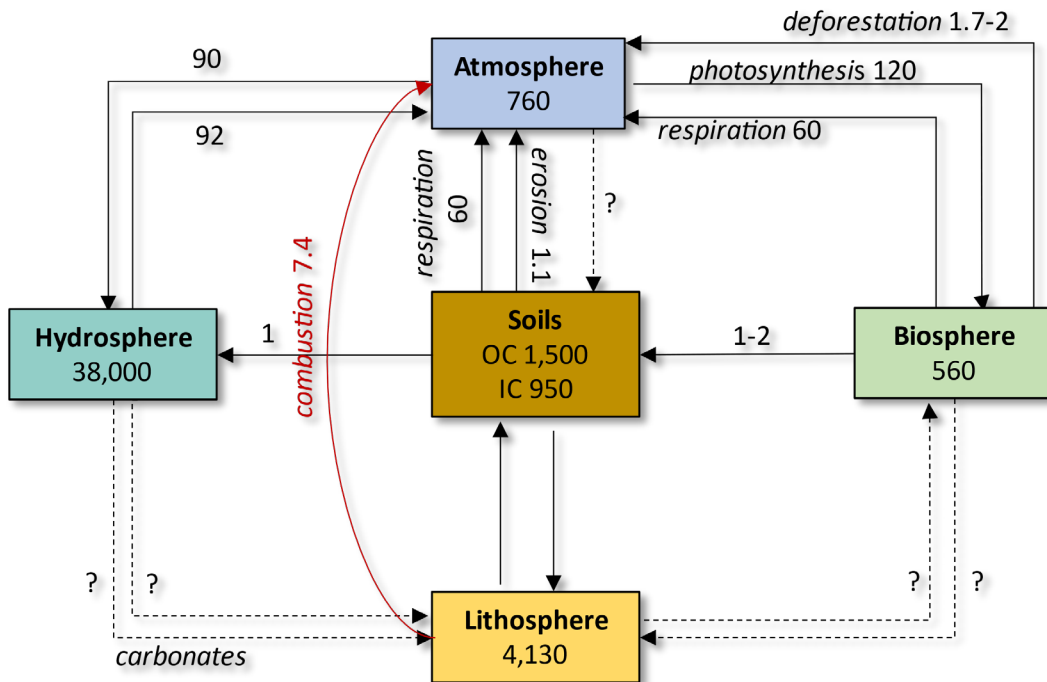 deforestation 1.7-2
90
Atmosphere
760
photosynthesis 120
92
respiration 60
respiration
60
erosion 1.1
?
combustion 7.4
Hydrosphere
38,000
1
Soils
OC 1,500
IC 950
1-2
Biosphere
560
?
?
?
?
Lithosphere
4,130
carbonates